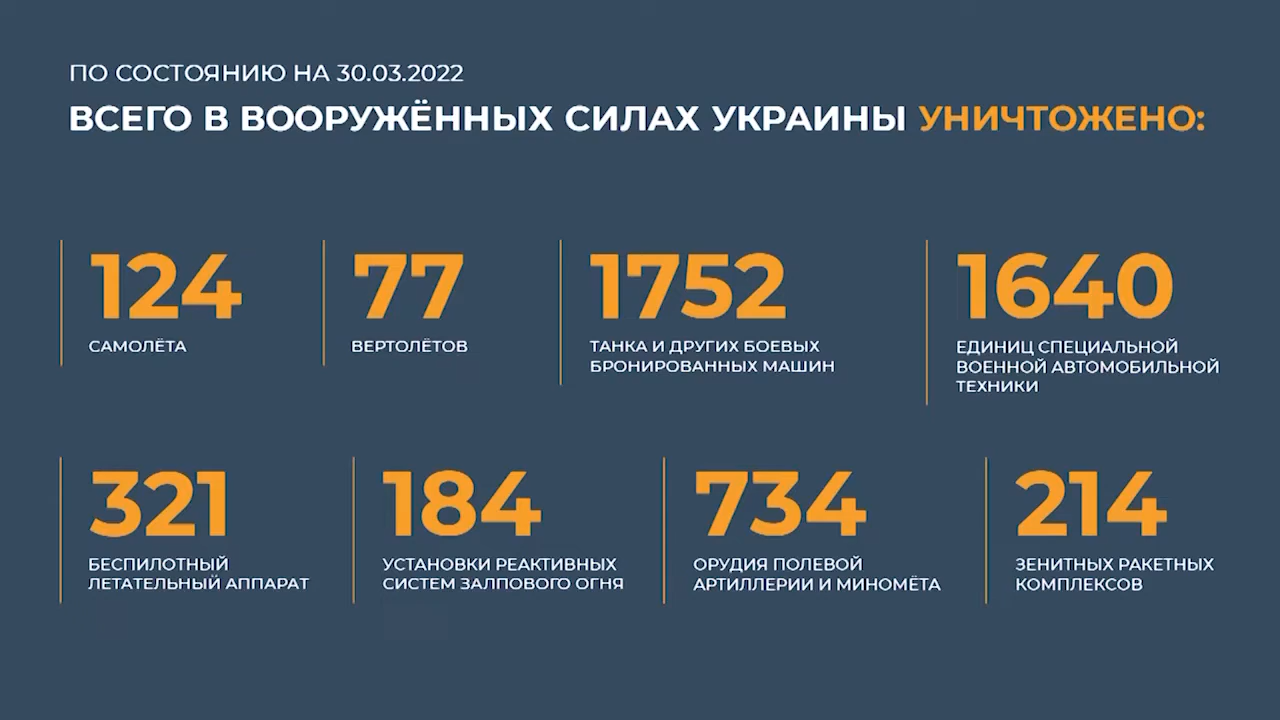 ПО СОСТОЯНИЮ НА 30.03.2022
ВСЕГО В ВООРУЖЁННЫХ СИЛАХ УКРАИНЫ УНИЧТОЖЕНО:
124
САМОЛЁТА
77
ВЕРТОЛЁТОВ
1752
ТАНКА И ДРУГИХ БОЕВЫХ
БРОНИРОВАННЫХ МАШИН
1640
ЕДИНИЦ СПЕЦИАЛЬНОЙ
ВОЕННОЙ АВТОМОБИЛЬНОЙ
ТЕХНИКИ
321
БЕСПИЛОТНЫЙ
ЛЕТАТЕЛЬНЫЙ АППАРАТ
184
УСТАНОВКИ РЕАКТИВНЫХ
СИСТЕМ ЗАЛПОВОГО ОГНЯ
734
ОРУДИЯ ПОЛЕВОЙ
АРТИЛЛЕРИИ И МИНОМЁТА
214
ЗЕНИТНЫХ РАКЕТНЫХ
КОМПЛЕКСОВ